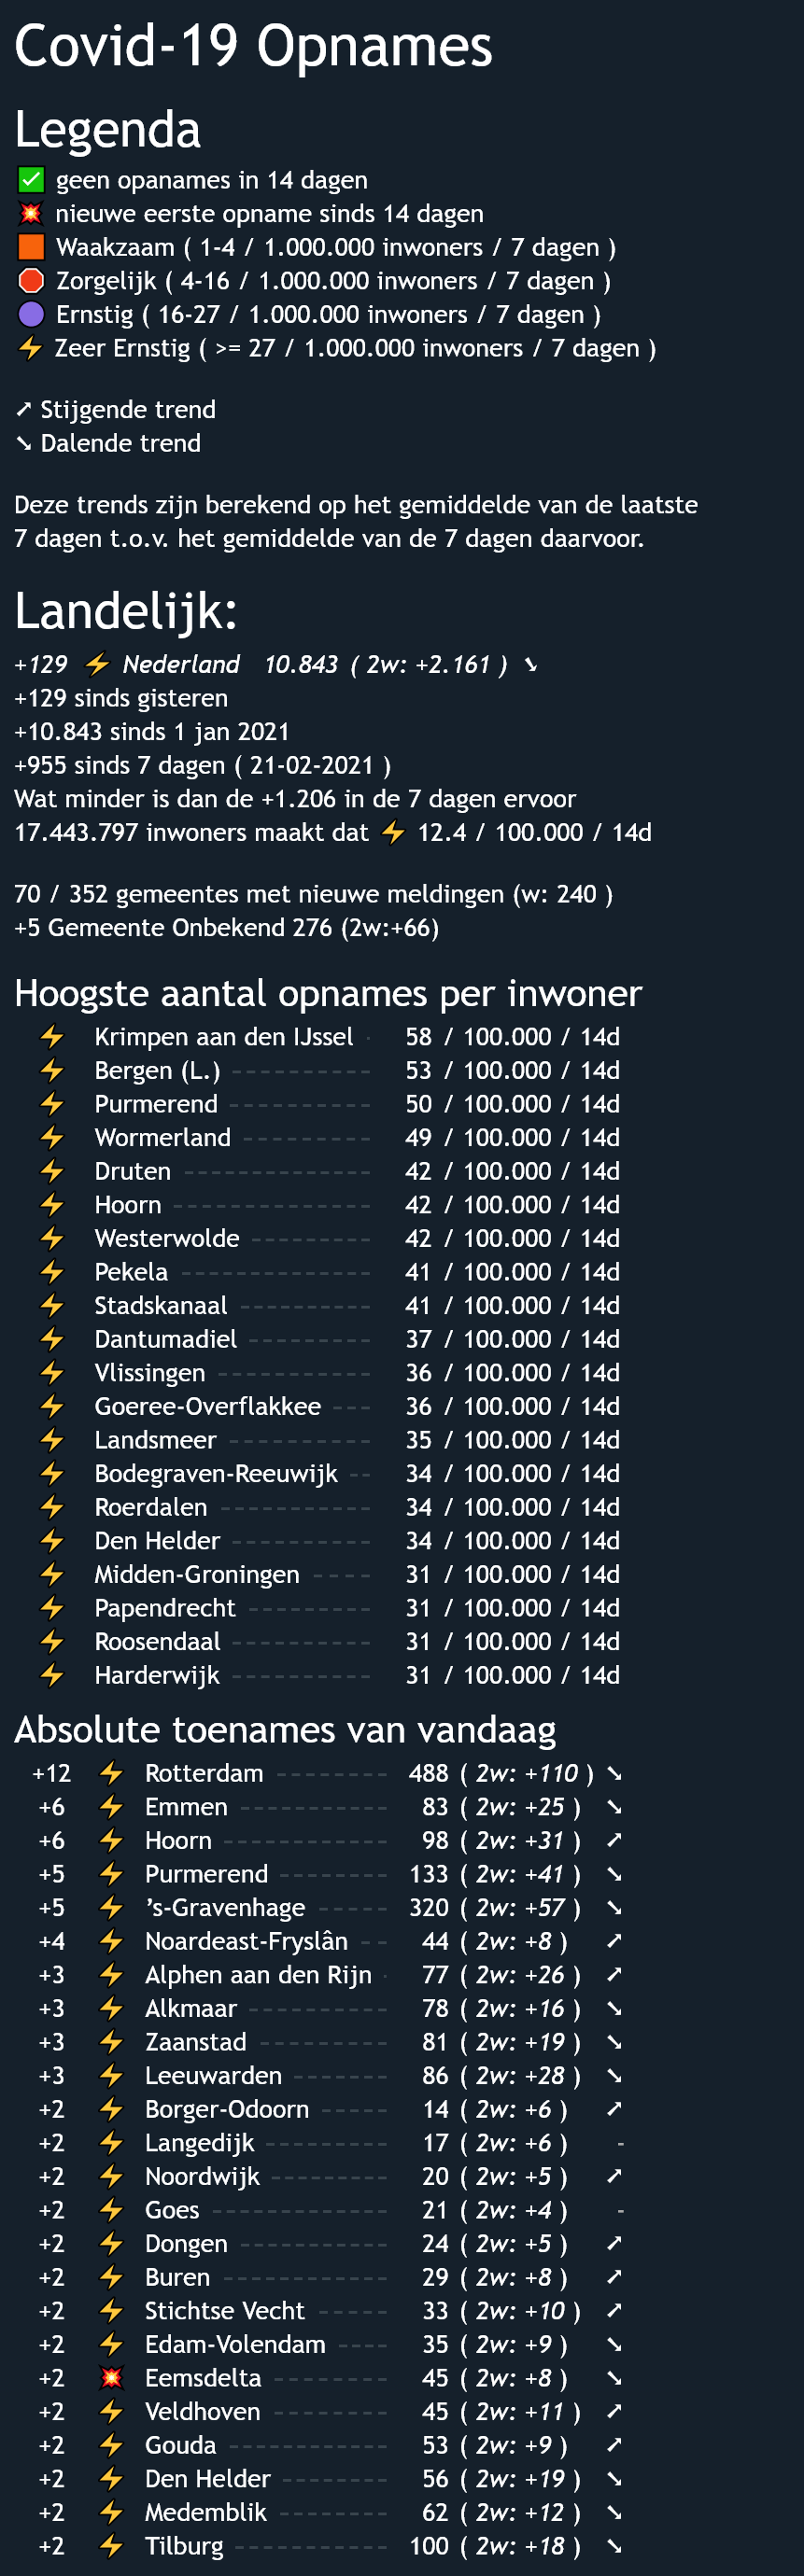 Covid-19 Opnames
Legenda
✅ geen opanames in 14 dagen
💥 nieuwe eerste opname sinds 14 dagen
🟧 Waakzaam ( 1-4 / 1.000.000 inwoners / 7 dagen )
🛑 Zorgelijk ( 4-16 / 1.000.000 inwoners / 7 dagen )
🟣 Ernstig ( 16-27 / 1.000.000 inwoners / 7 dagen )
⚡ Zeer Ernstig ( >= 27 / 1.000.000 inwoners / 7 dagen )
➚ Stijgende trend
➘ Dalende trend
Deze trends zijn berekend op het gemiddelde van de laatste
7 dagen t.o.v. het gemiddelde van de 7 dagen daarvoor.
Landelijk:
+129 ⚡ Nederland 10.843 ( 2w: +2.161 ) ➘
+129 sinds gisteren
+10.843 sinds 1 jan 2021
+955 sinds 7 dagen ( 21-02-2021 )
Wat minder is dan de +1.206 in de 7 dagen ervoor
17.443.797 inwoners maakt dat ⚡ 12.4 / 100.000 / 14d
70 / 352 gemeentes met nieuwe meldingen (w: 240 )
+5 Gemeente Onbekend 276 (2w:+66)
Hoogste aantal opnames per inwoner
⚡ Krimpen aan den IJssel - 58 / 100.000 / 14d
⚡ Bergen (L.) ----------- 53 / 100.000 / 14d
⚡ Purmerend ----------- 50 / 100.000 / 14d
⚡ Wormerland ---------- 49 / 100.000 / 14d
⚡ Druten -------------- 42 / 100.000 / 14d
⚡ Hoorn --------------- 42 / 100.000 / 14d
⚡ Westerwolde --------- 42 / 100.000 / 14d
⚡ Pekela -------------- 41 / 100.000 / 14d
⚡ Stadskanaal ---------- 41 / 100.000 / 14d
⚡ Dantumadiel --------- 37 / 100.000 / 14d
⚡ Vlissingen ----------- 36 / 100.000 / 14d
⚡ Goeree-Overflakkee --- 36 / 100.000 / 14d
⚡ Landsmeer ----------- 35 / 100.000 / 14d
⚡ Bodegraven-Reeuwijk -- 34 / 100.000 / 14d
⚡ Roerdalen ----------- 34 / 100.000 / 14d
⚡ Den Helder ---------- 34 / 100.000 / 14d
⚡ Midden-Groningen ---- 31 / 100.000 / 14d
⚡ Papendrecht --------- 31 / 100.000 / 14d
⚡ Roosendaal ---------- 31 / 100.000 / 14d
⚡ Harderwijk ---------- 31 / 100.000 / 14d
Absolute toenames van vandaag
+12 ⚡ Rotterdam -------- 488 ( 2w: +110 ) ➘
+6 ⚡ Emmen ----------- 83 ( 2w: +25 ) ➘
+6 ⚡ Hoorn ------------ 98 ( 2w: +31 ) ➚
+5 ⚡ Purmerend -------- 133 ( 2w: +41 ) ➘
+5 ⚡ ’s-Gravenhage ----- 320 ( 2w: +57 ) ➘
+4 ⚡ Noardeast-Fryslân -- 44 ( 2w: +8 ) ➚
+3 ⚡ Alphen aan den Rijn - 77 ( 2w: +26 ) ➚
+3 ⚡ Alkmaar ---------- 78 ( 2w: +16 ) ➘
+3 ⚡ Zaanstad --------- 81 ( 2w: +19 ) ➘
+3 ⚡ Leeuwarden ------- 86 ( 2w: +28 ) ➘
+2 ⚡ Borger-Odoorn ----- 14 ( 2w: +6 ) ➚
+2 ⚡ Langedijk --------- 17 ( 2w: +6 ) -
+2 ⚡ Noordwijk --------- 20 ( 2w: +5 ) ➚
+2 ⚡ Goes ------------- 21 ( 2w: +4 ) -
+2 ⚡ Dongen ----------- 24 ( 2w: +5 ) ➚
+2 ⚡ Buren ------------ 29 ( 2w: +8 ) ➚
+2 ⚡ Stichtse Vecht ----- 33 ( 2w: +10 ) ➚
+2 ⚡ Edam-Volendam ---- 35 ( 2w: +9 ) ➘
+2 💥 Eemsdelta -------- 45 ( 2w: +8 ) ➘
+2 ⚡ Veldhoven -------- 45 ( 2w: +11 ) ➚
+2 ⚡ Gouda ------------ 53 ( 2w: +9 ) ➚
+2 ⚡ Den Helder ------- 56 ( 2w: +19 ) ➘
+2 ⚡ Medemblik -------- 62 ( 2w: +12 ) ➘
+2 ⚡ Tilburg ----------- 100 ( 2w: +18 ) ➘